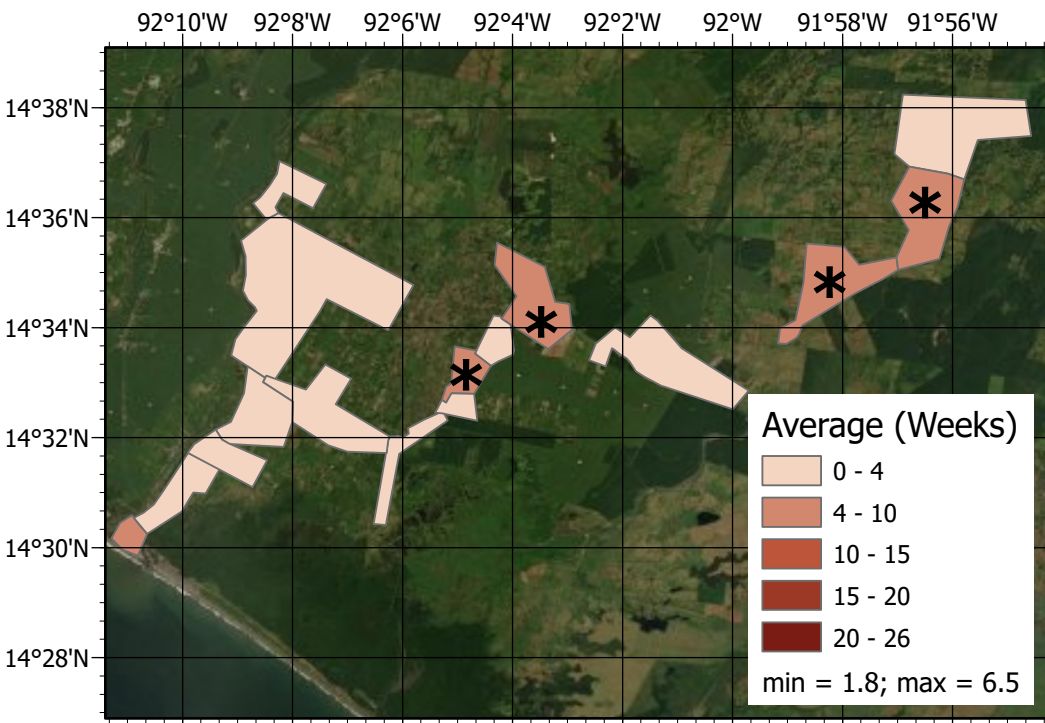 92°10'W 92°8'W 92°6'W 92°4'W 92°2'W 92°W 91°58'W 91°56'W
14°38'N
14°36'N
14°34'N
14°32'N
14°30'N
14°28'N
Average (Weeks)
0 - 4
4 - 10
10 - 15
15 - 20
20 - 26
min = 1.8; max = 6.5